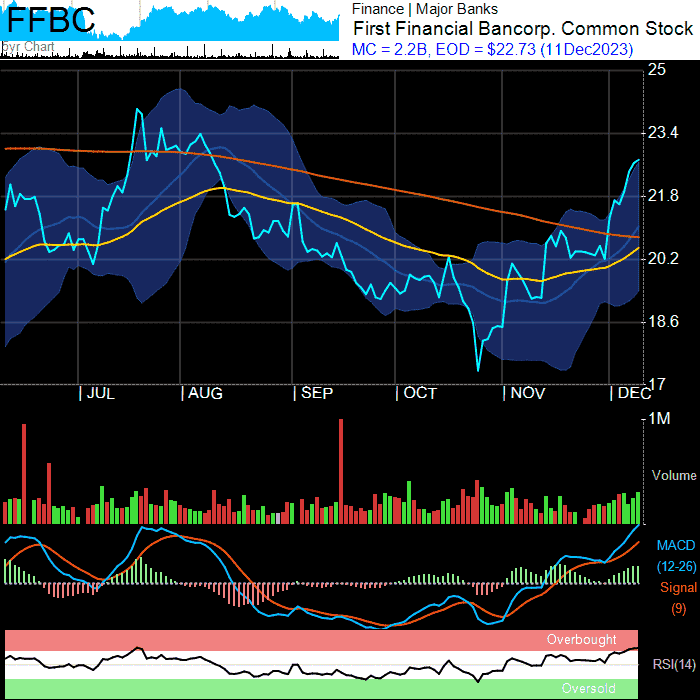 FFBC
5yr Chart
Finance | Major Banks
First Financial Bancorp. Common Stock
MC = 2.2B, EOD = $22.73 (11Dec2023)
25
23.4
21.8
20.2
18.6
17
| JUL | AUG | SEP | OCT | NOV | DEC
1M
Volume
MACD
(12-26)
Signal
(9)
Overbought
RSI(14)
Oversold